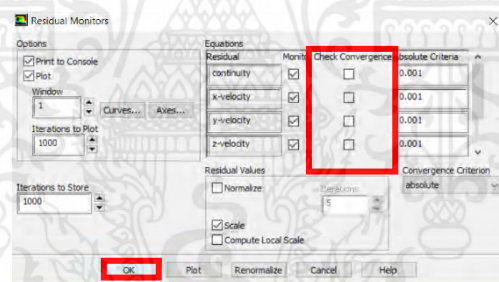 Residual Monitors
Options
Print to Console
Plot
Window
1
Curves... Axes...
Iterations to Plot
1000
Iterations to Store
1000
Equations
Residual Monitor Check Convergence Absolute Criteria
continuity 0.001
x-velocity 0.001
y-velocity 0.001
z-velocity 0.001
Residual Values
Normalize
Iterations
5
Scale
Compute Local Scale
Convergence Criterion
absolute
OK Plot Renormalize Cancel Help